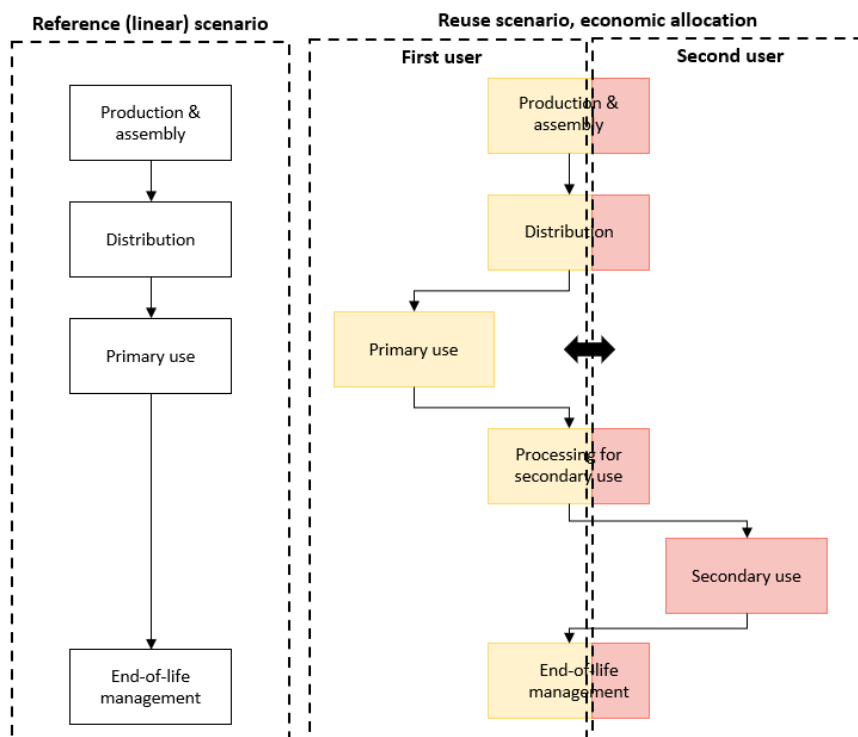 Reference (linear) scenario
Production &
assembly
Distribution
Primary use
End-of-life
management
Reuse scenario, economic allocation
First user
Second user
Production &
assembly
Distribution
Primary use
Processing for
secondary use
Secondary use
End-of-life
management